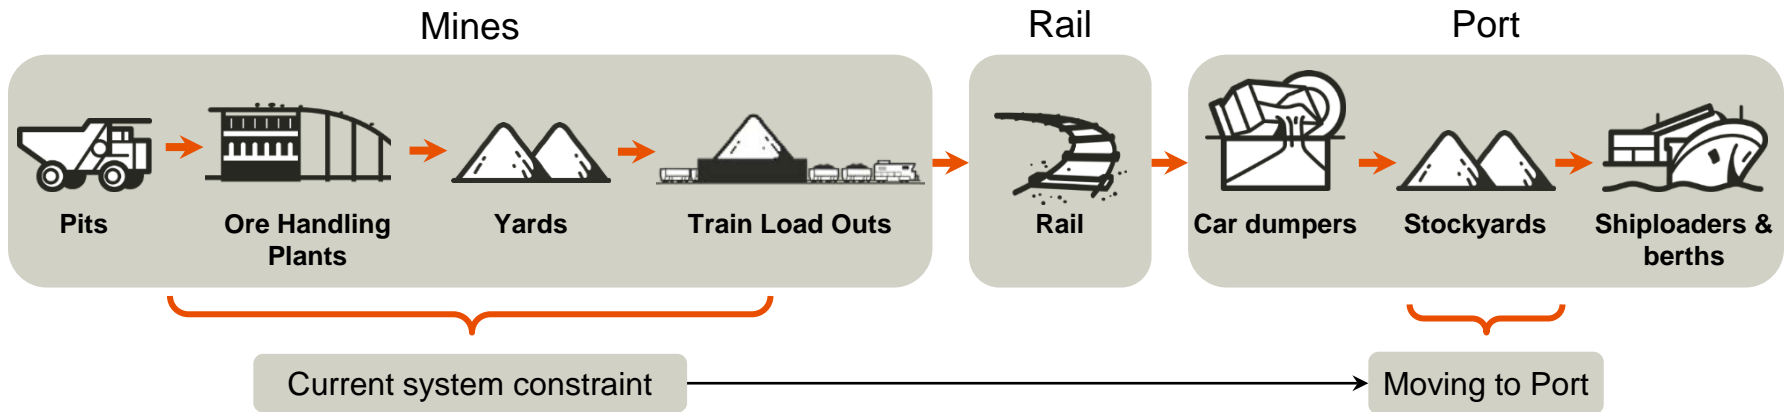 Mines
Rail
Port
Pits
Ore Handling
Plants
Yards
Train Load Outs
Rail
Car dumpers
Stockyards
Shiploaders &
berths
Current system constraint
Moving to Port